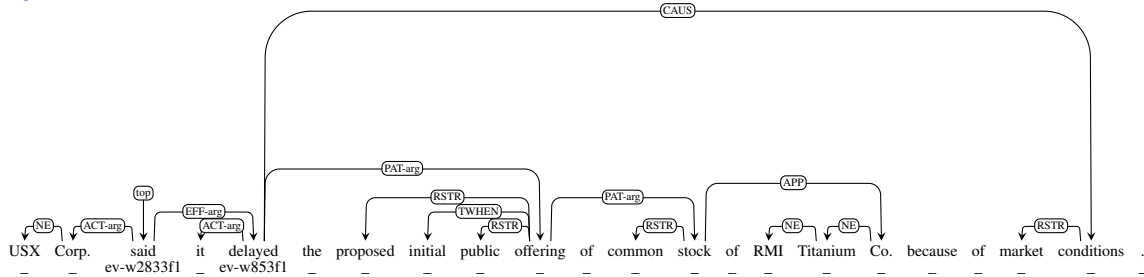 CAUS
PAT-arg
top
RSTR
PAT-arg
APP
EFF-arg
TWHEN
NE
ACT-arg
ACT-arg
RSTR
RSTR
NE
NE
RSTR
USX Corp. said it delayed the proposed initial public offering of common stock of RMI Titanium Co. because of market conditions .
ev-w2833f1 ev-w853f1
_ _ _ _ _ _ _ _ _ _ _ _ _ _ _ _ _ _ _ _ _